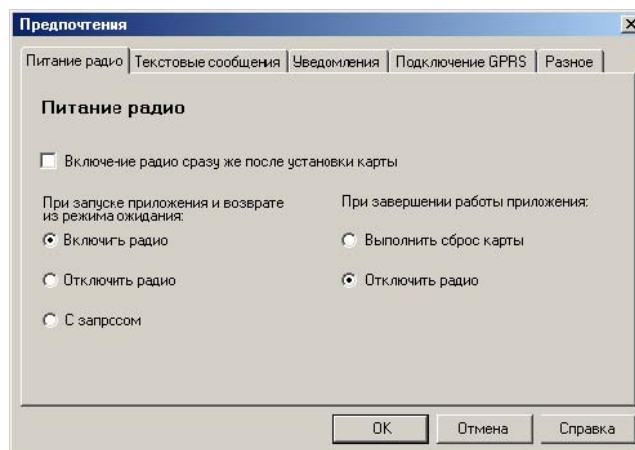 Предпочтения
Питание радио Текстовые сообщения Уведомления Подключение GPRS Разное
Питание радио
Включение радио сразу же после установки карты
При запуске приложения и возврате
из режима ожидания:
Включить радио
Отключить радио
С запросом
При завершении работы приложения:
Выполнить сброс карты
Отключить радио
OK Отмена Справка